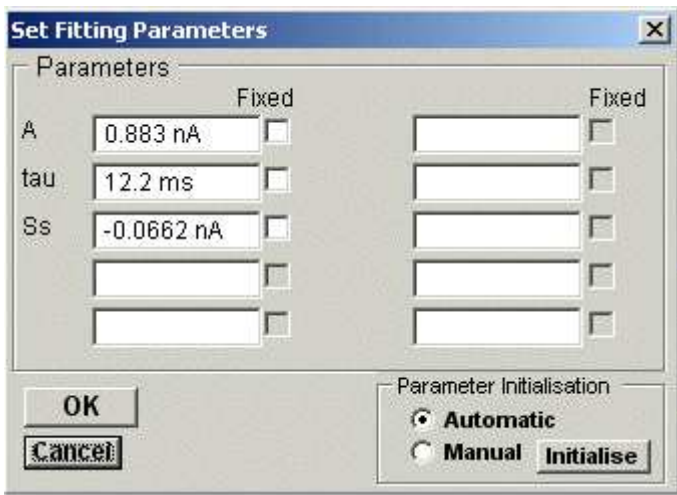 Set Fitting Parameters
Parameters
Fixed Fixed
A 0.883 nA
tau 12.2 ms
Ss -0.0662 nA
OK
Cancel
Parameter Initialisation
Automatic
Manual Initialise